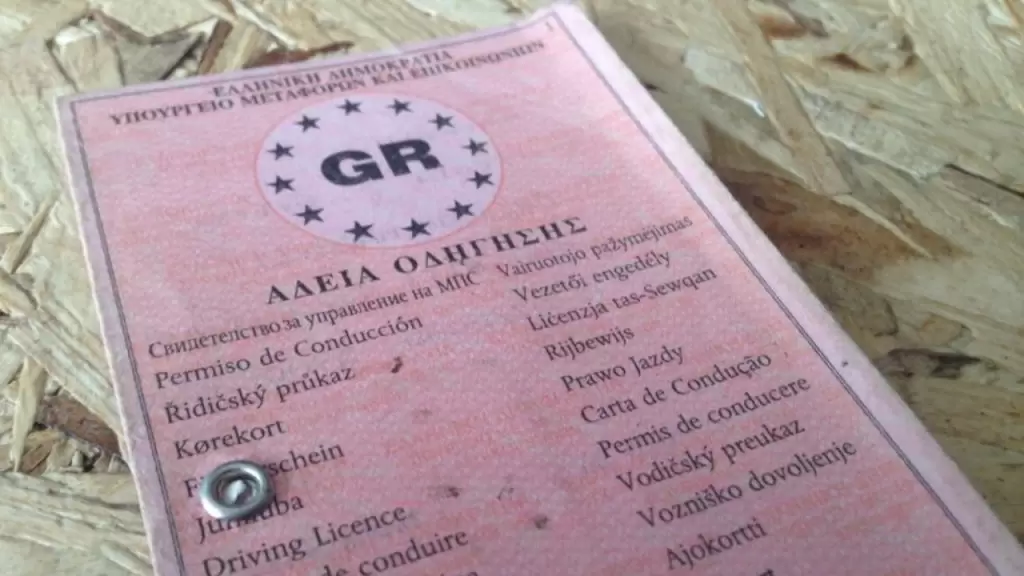 ΕΛΛΗΝΙΚΗ ΔΗΜΟΚΡΑΤΙΑ
ΥΠΟΥΡΓΕΙΟ ΜΕΤΑΦΟΡΩΝ ΚΑΙ ΕΠΙΚΟΙΝΩΝΙΩΝ
GR
ΑΔΕΙΑ ΟΔΗΓΗΣΗΣ
Свидетелство за управление на МПС
Permiso de Conducción
Řidičský průkaz
Kørekort
Driving Licence
de conduire
Vairuotojo pažymėjimas
Vezetői engedély
Liċenzja tas-Sewqan
Rijbewijs
Prawo Jazdy
Carta de Condução
Permis de conducere
Vodičský preukaz
Vozniško dovoljenje
Ajokortti